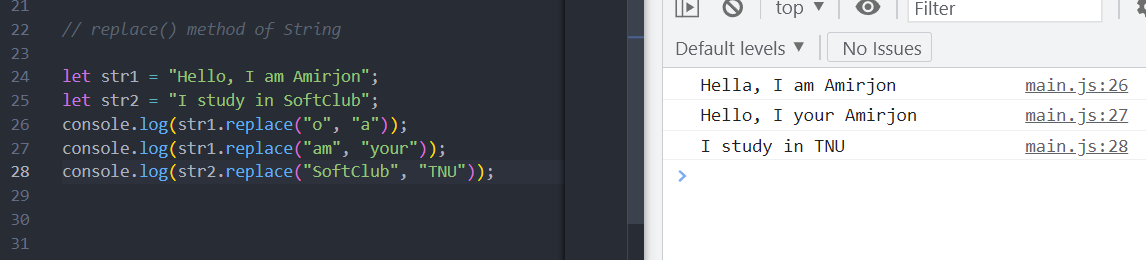 21
22 // replace() method of String
23
24 let str1 = "Hello, I am Amirjon";
25 let str2 = "I study in SoftClub";
26 console.log(str1.replace("o", "a"));
27 console.log(str1.replace("am", "your"));
28 console.log(str2.replace("SoftClub", "TNU"));
29
30
31
top ▼ Filter
Default levels ▼ No Issues
Hella, I am Amirjon main.js:26
Hello, I your Amirjon main.js:27
I study in TNU main.js:28
>